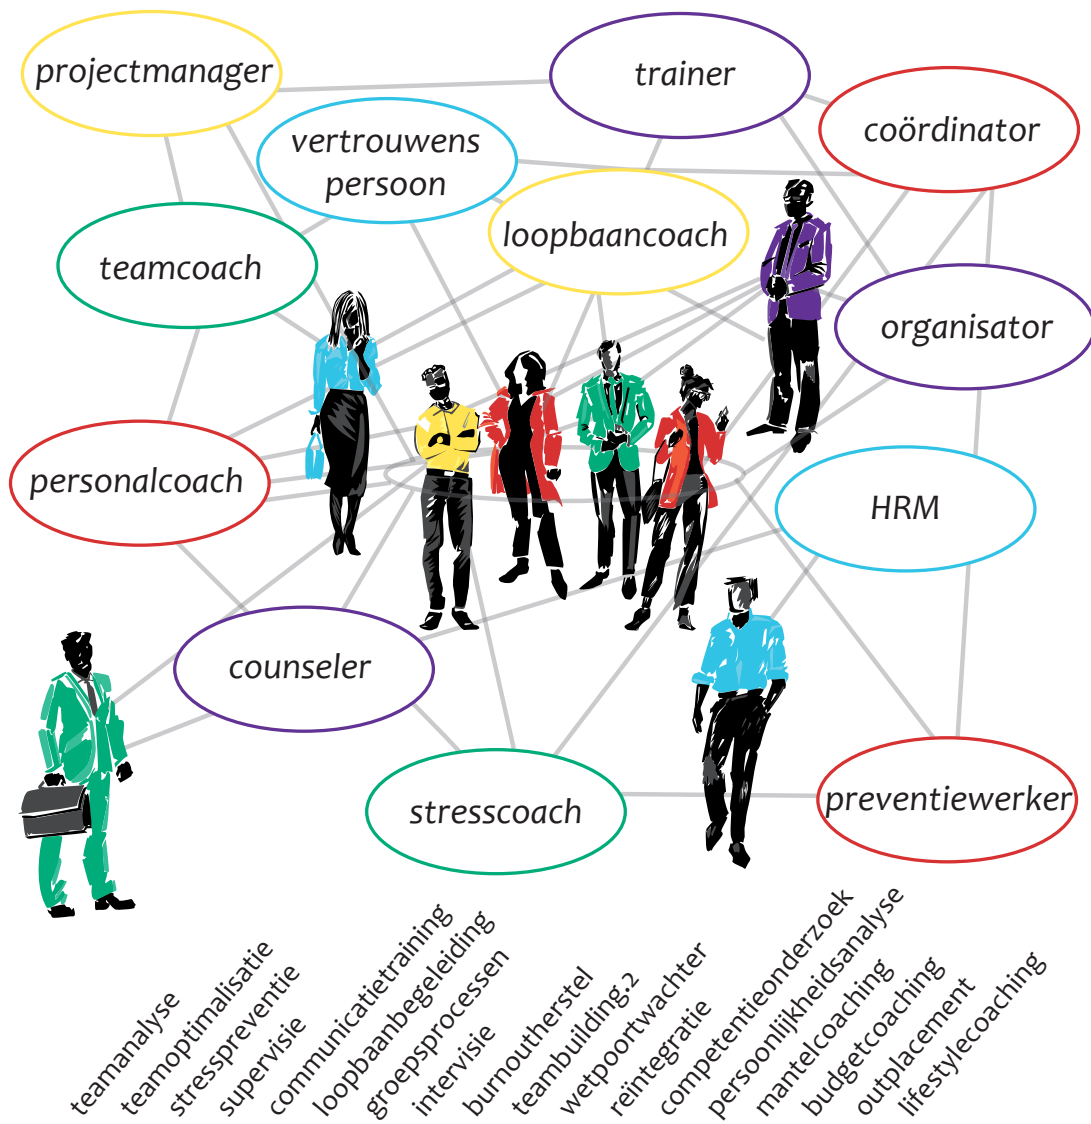 projectmanager
trainer
coördinator
vertrouwens
persoon
loopbaancoach
teamcoach
organisator
personalcoach
HRM
counseler
stresscoach
preventiewerker
teamanalyse
teamoptimalisatie
stresspreventie
supervisie
communicatietraining
loopbaanbegeleiding
groepsprocessen
intervisie
burnoutherstel
teambuilding.2
wetpoortwachter
reïntegratie
competentieonderzoek
persoonlijkheidsanalyse
mantelcoaching
budgetcoaching
outplacement
lifestylecoaching